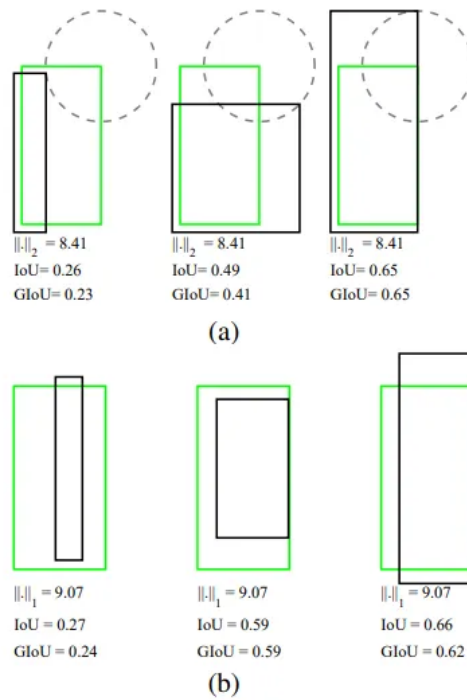 ||.||₂ = 8.41 ||.||₂ = 8.41 ||.||₂ = 8.41
IoU= 0.26 IoU= 0.49 IoU= 0.65
GIoU= 0.23 GIoU= 0.41 GIoU= 0.65
(a)
||.||₁ = 9.07 ||.||₁ = 9.07 ||.||₁ = 9.07
IoU = 0.27 IoU = 0.59 IoU = 0.66
GIoU = 0.24 GIoU = 0.59 GIoU = 0.62
(b)